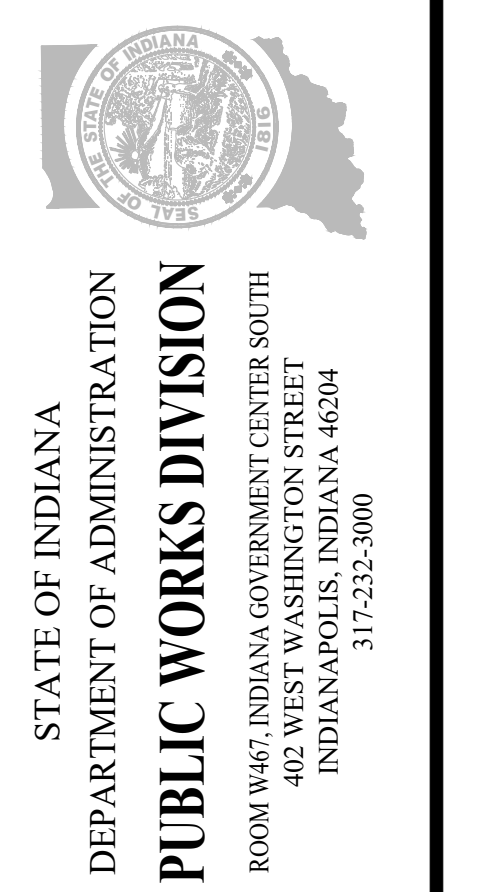 SEAL OF THE STATE OF INDIANA
1816
STATE OF INDIANA
DEPARTMENT OF ADMINISTRATION
PUBLIC WORKS DIVISION
ROOM W467, INDIANA GOVERNMENT CENTER SOUTH
402 WEST WASHINGTON STREET
INDIANAPOLIS, INDIANA 46204
317-232-3000